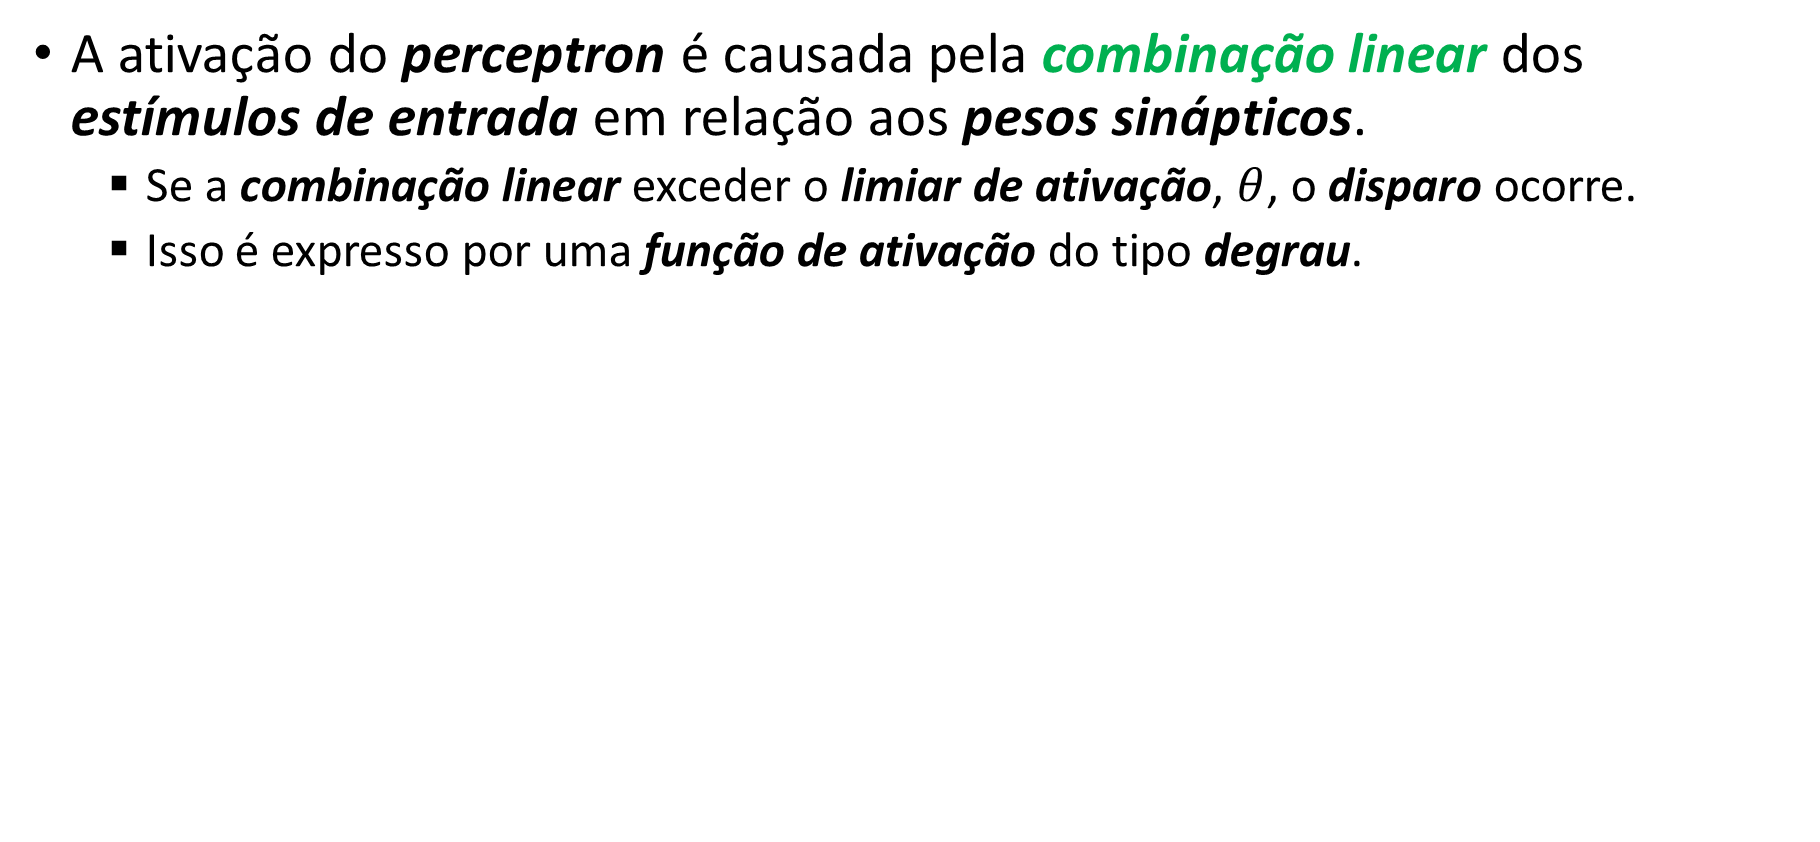 • A ativação do perceptron é causada pela combinação linear dos
estímulos de entrada em relação aos pesos sinápticos.
▪ Se a combinação linear exceder o limiar de ativação, θ, o disparo ocorre.
▪ Isso é expresso por uma função de ativação do tipo degrau.